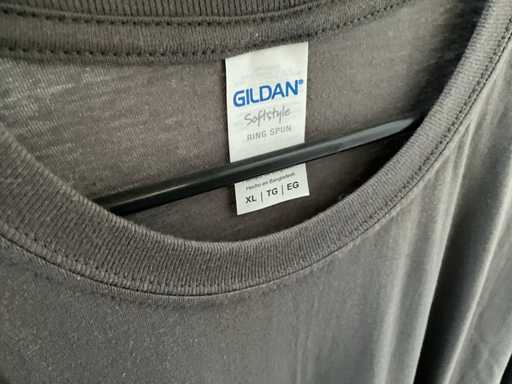 GILDAN®
Softstyle
RING SPUN
Hecho en Bangladesh
XL | TG | EG